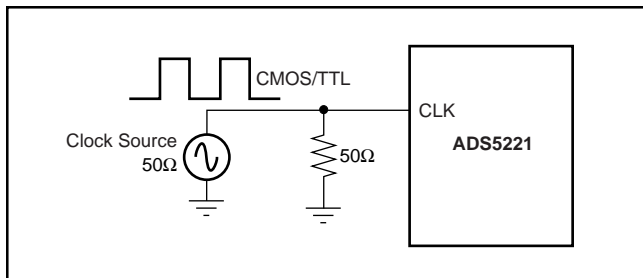 CMOS/TTL
CLK
Clock Source
50Ω
50Ω
ADS5221